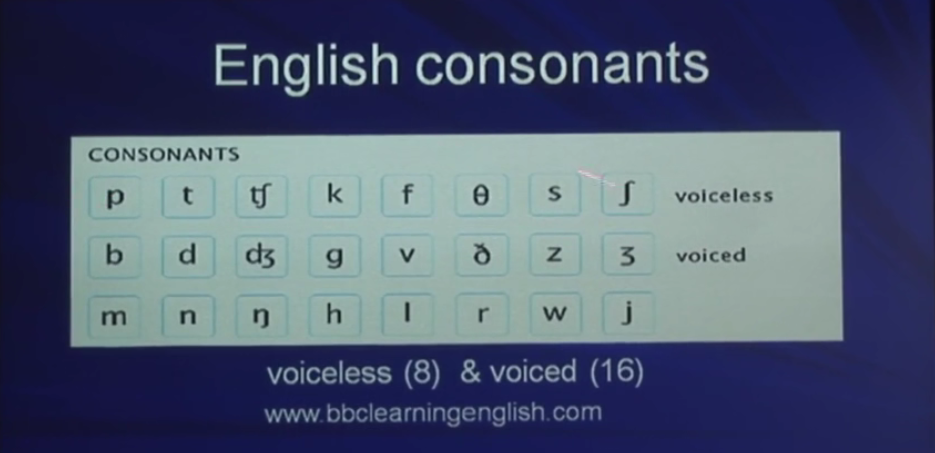 English consonants
CONSONANTS
p t tʃ k f θ s ʃ voiceless
b d dʒ g v ð z ʒ voiced
m n ŋ h l r w j
voiceless (8) & voiced (16)
www.bbclearningenglish.com